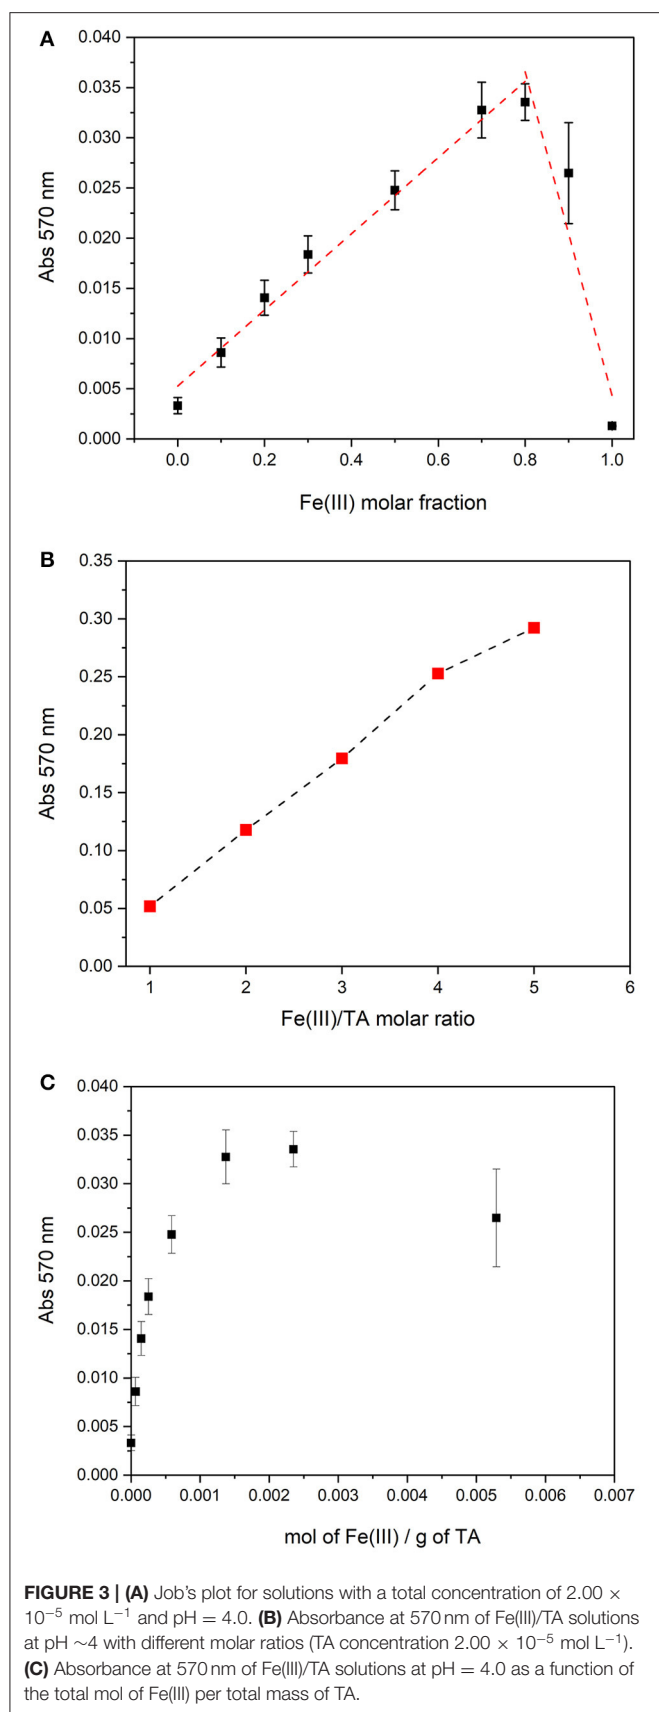 A
0.040
0.035
0.030
0.025
0.020
0.015
0.010
0.005
0.000
Abs 570 nm
0.0 0.2 0.4 0.6 0.8 1.0
Fe(III) molar fraction
B
0.35
0.30
0.25
0.20
0.15
0.10
0.05
0.00
Abs 570 nm
1 2 3 4 5 6
Fe(III)/TA molar ratio
C
0.040
0.035
0.030
0.025
0.020
0.015
0.010
0.005
0.000
Abs 570 nm
0.000 0.001 0.002 0.003 0.004 0.005 0.006 0.007
mol of Fe(III) / g of TA
FIGURE 3 | (A) Job's plot for solutions with a total concentration of 2.00 ×
10⁻⁵ mol L⁻¹ and pH = 4.0. (B) Absorbance at 570 nm of Fe(III)/TA solutions
at pH ~4 with different molar ratios (TA concentration 2.00 × 10⁻⁵ mol L⁻¹).
(C) Absorbance at 570 nm of Fe(III)/TA solutions at pH = 4.0 as a function of
the total mol of Fe(III) per total mass of TA.